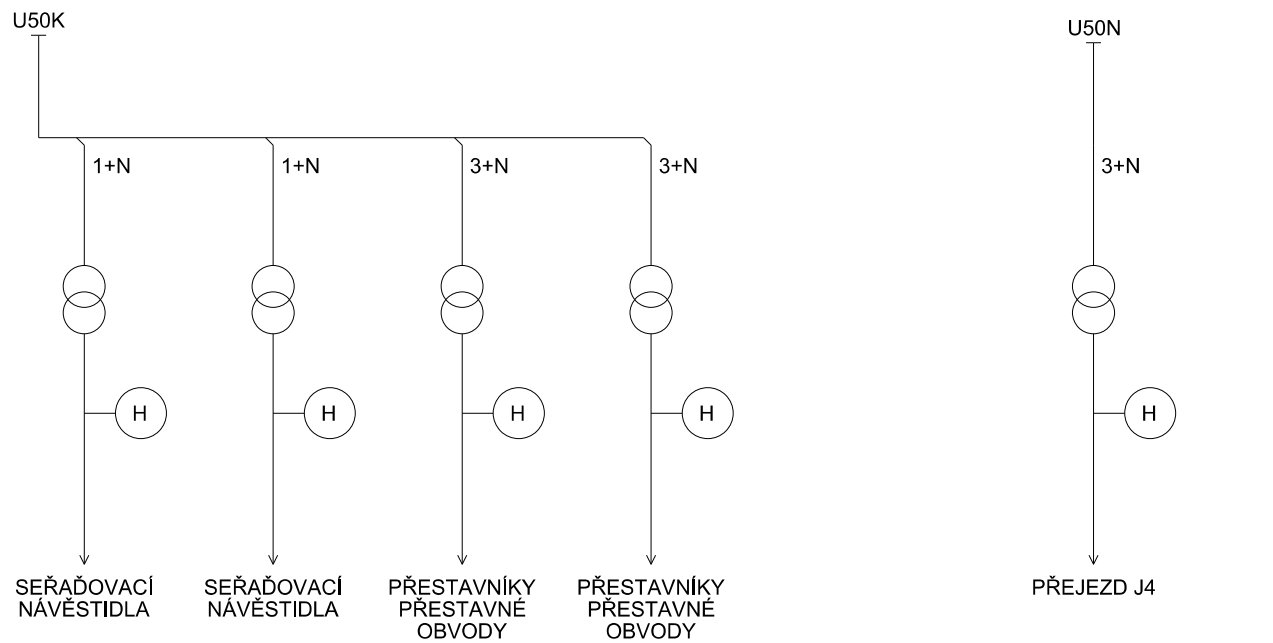 U50K
U50N
1+N
1+N
3+N
3+N
3+N
H
H
H
H
H
SEŘAĎOVACÍ
NÁVĚSTIDLA
SEŘAĎOVACÍ
NÁVĚSTIDLA
PŘESTAVNÍKY
PŘESTAVNÉ
OBVODY
PŘESTAVNÍKY
PŘESTAVNÉ
OBVODY
PŘEJEZD J4